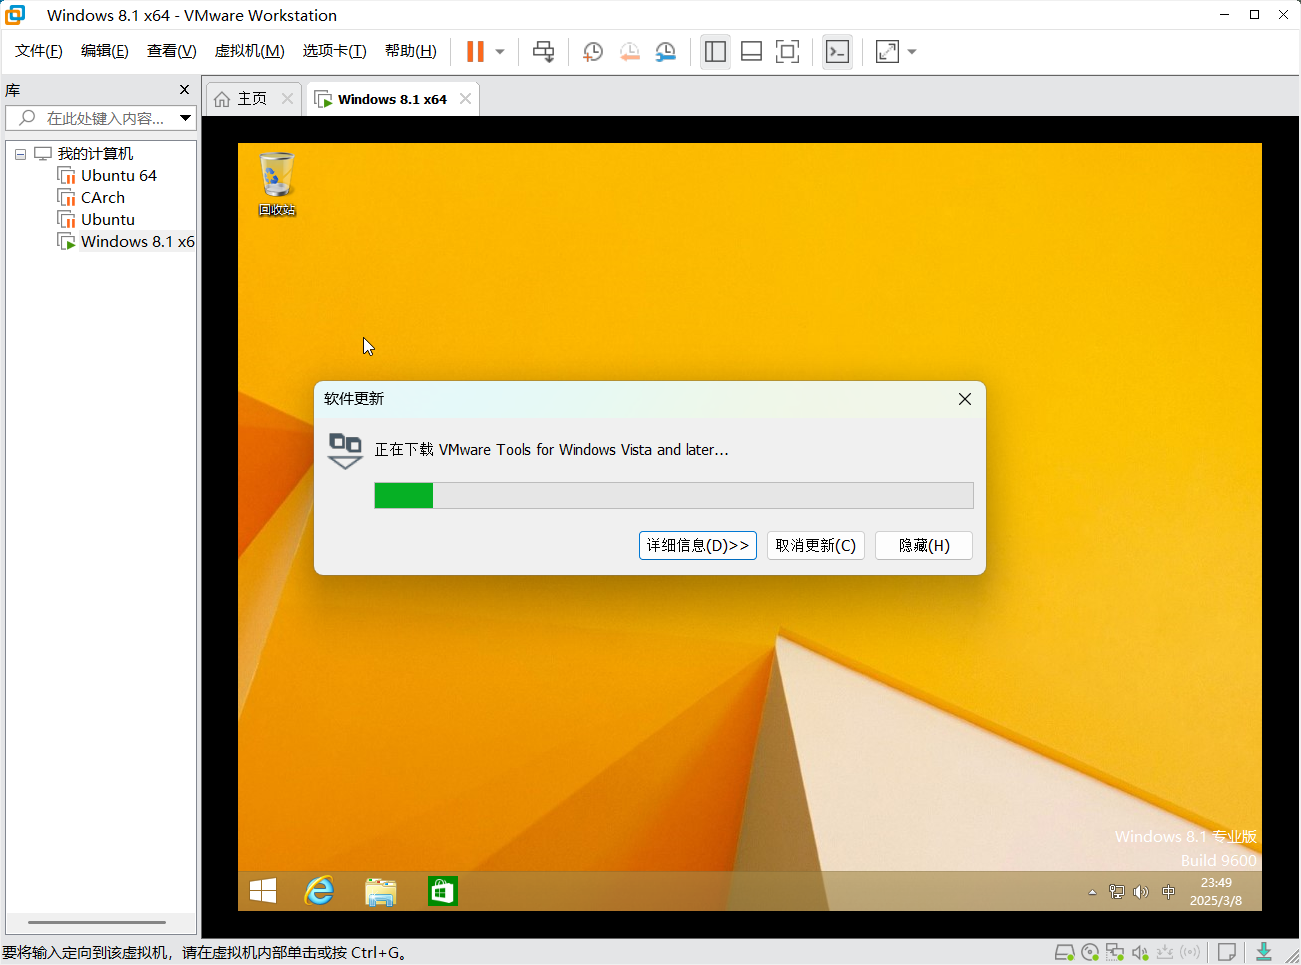 Windows 8.1 x64 - VMware Workstation
文件(F) 编辑(E) 查看(V) 虚拟机(M) 选项卡(T) 帮助(H)
库
在此处键入内容...
主页
Windows 8.1 x64
我的计算机
Ubuntu 64
CArch
Ubuntu
Windows 8.1 x6
回收站
软件更新
正在下载 VMware Tools for Windows Vista and later...
详细信息(D)>> 取消更新(C) 隐藏(H)
Windows 8.1 专业版
Build 9600
中
23:49
2025/3/8
要将输入定向到该虚拟机，请在虚拟机内部单击或按 Ctrl+G。